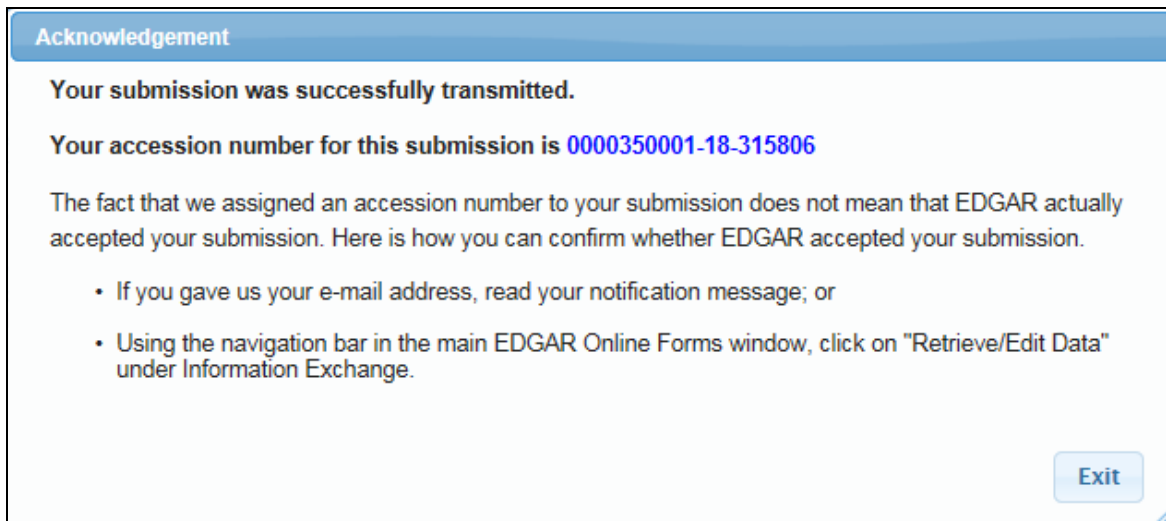 Acknowledgement
Your submission was successfully transmitted.
Your accession number for this submission is 0000350001-18-315806
The fact that we assigned an accession number to your submission does not mean that EDGAR actually
accepted your submission. Here is how you can confirm whether EDGAR accepted your submission.
• If you gave us your e-mail address, read your notification message; or
• Using the navigation bar in the main EDGAR Online Forms window, click on "Retrieve/Edit Data"
under Information Exchange.
Exit